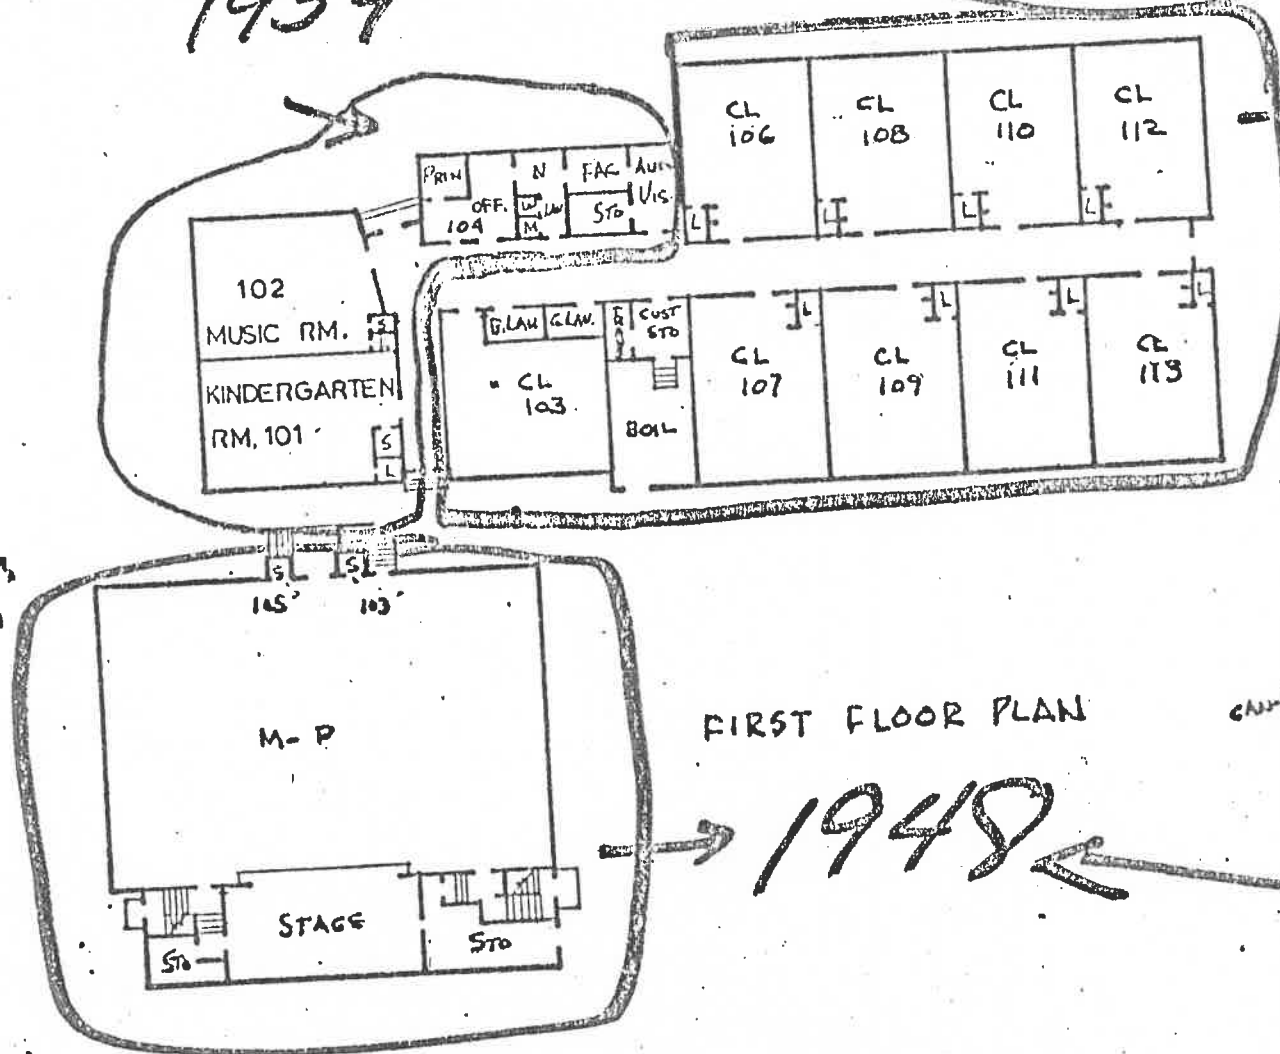 CL 106
CL 108
CL 110
CL 112
PRIN
N
FAC
AUI
VIS.
OFF.
104
W
LAV
M
STO
L
L
L
L
102
MUSIC RM.
S
KINDERGARTEN
RM, 101
S
L
B.LAV
G.LAV.
CUST
STO
CL
103
BOIL
L
L
L
L
CL
107
CL
109
CL
111
CL
113
S
S
105
103
M-P
FIRST FLOOR PLAN
1948
STAGE
STO
STO